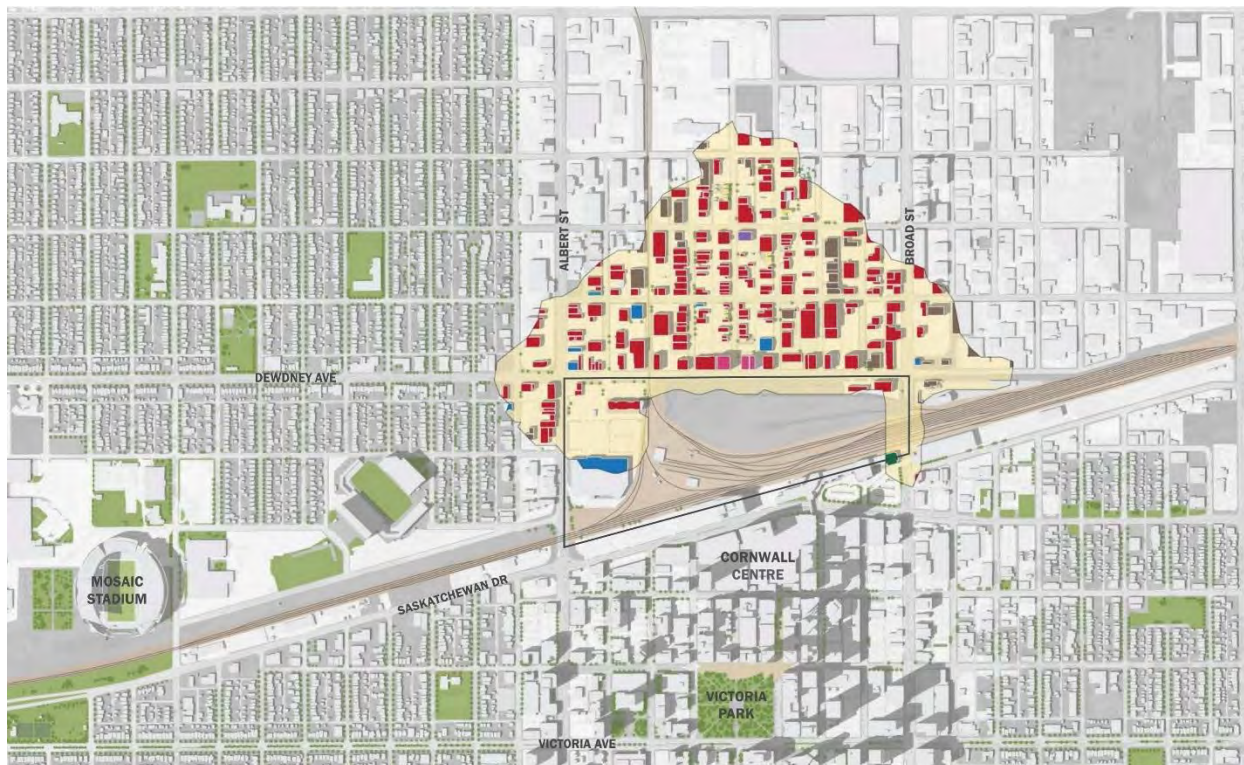 ALBERT ST
BROAD ST
DEWDNEY AVE
MOSAIC
STADIUM
SASKATCHEWAN DR
CORNWALL
CENTRE
VICTORIA
PARK
VICTORIA AVE